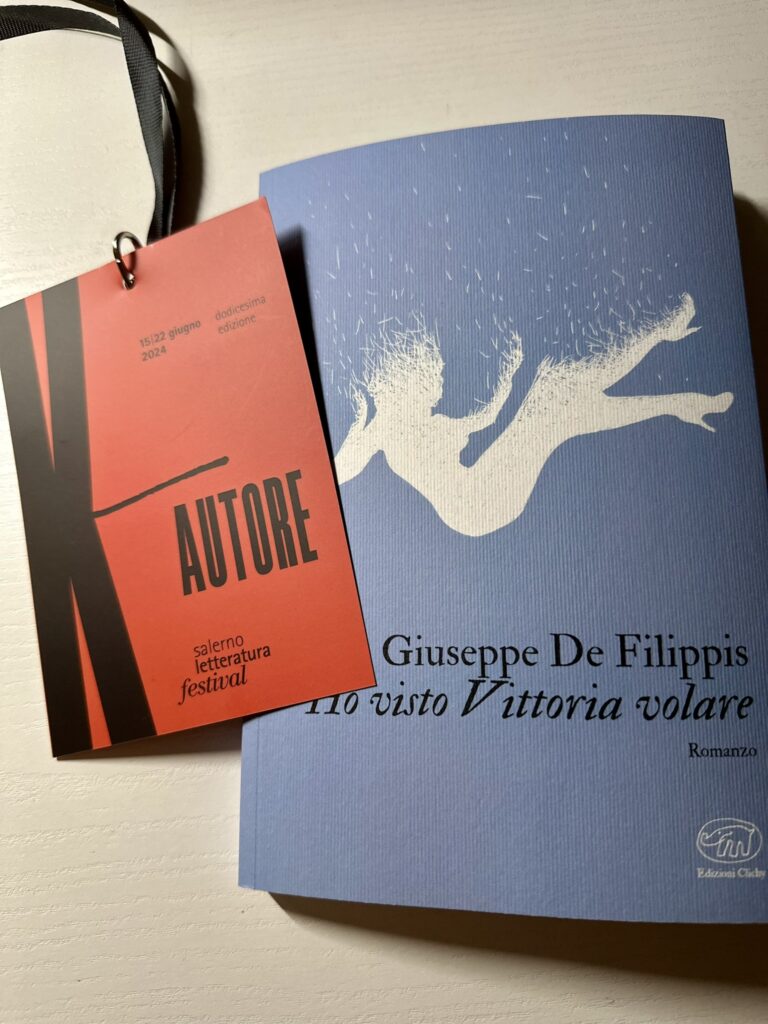 15|22 giugno
2024
dodicesima
edizione
AUTORE
salerno
letteratura
festival
Giuseppe De Filippis
Ho visto Vittoria volare
Romanzo
Edizioni Clichy